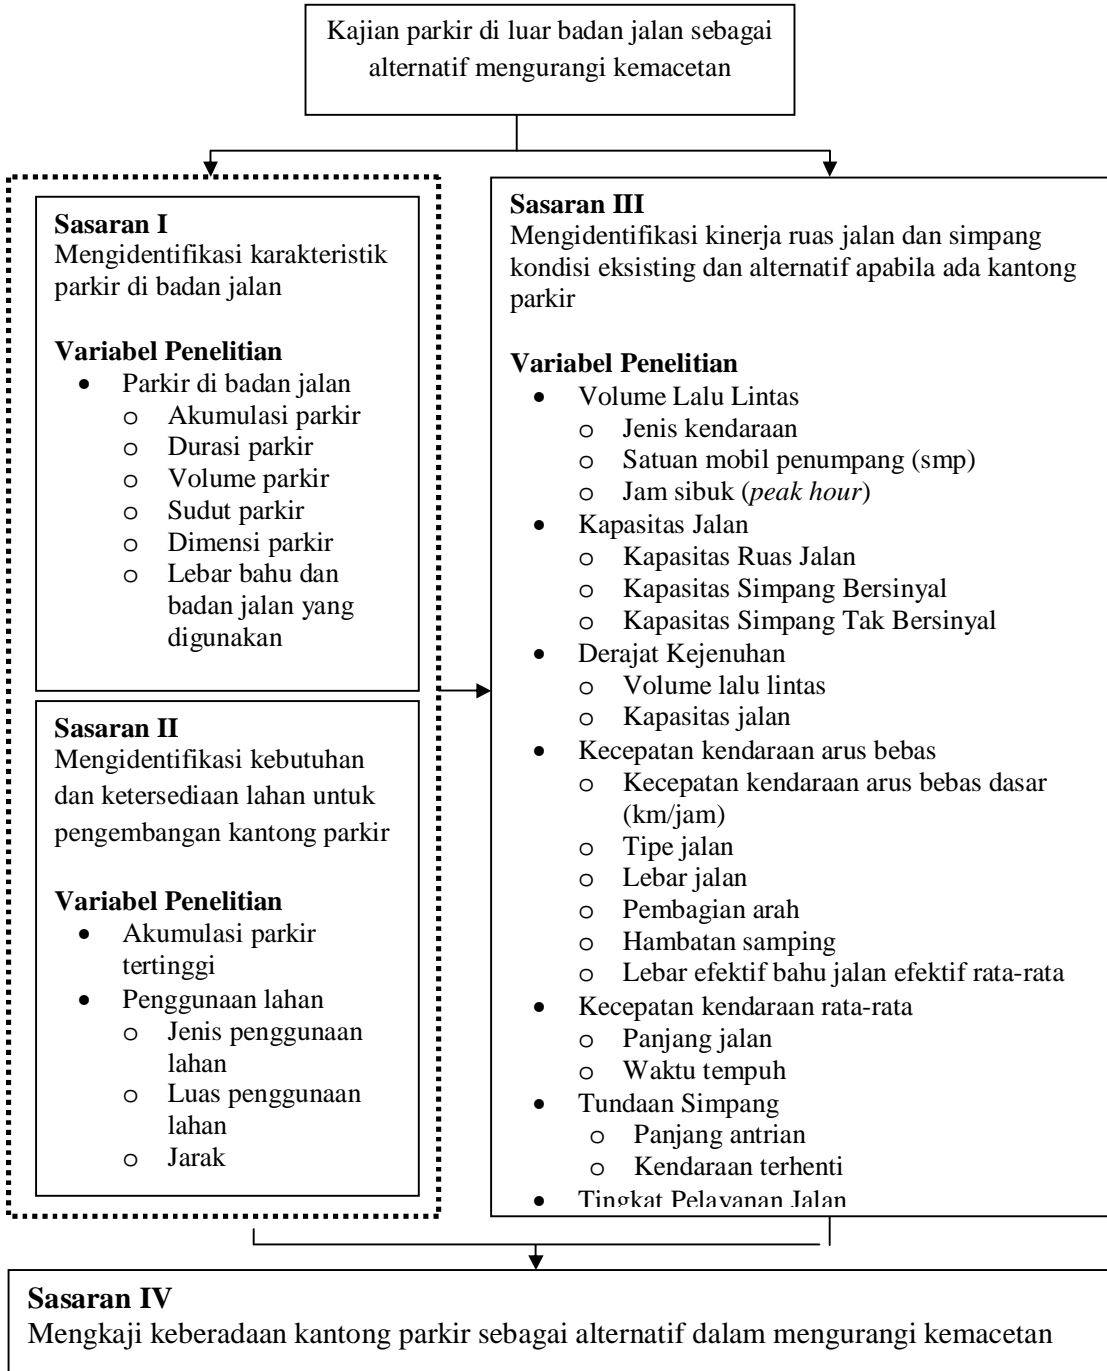 Kajian parkir di luar badan jalan sebagai
alternatif mengurangi kemacetan
Sasaran I
Mengidentifikasi karakteristik
parkir di badan jalan
Variabel Penelitian
• Parkir di badan jalan
o Akumulasi parkir
o Durasi parkir
o Volume parkir
o Sudut parkir
o Dimensi parkir
o Lebar bahu dan
badan jalan yang
digunakan
Sasaran II
Mengidentifikasi kebutuhan
dan ketersediaan lahan untuk
pengembangan kantong parkir
Variabel Penelitian
• Akumulasi parkir
tertinggi
• Penggunaan lahan
o Jenis penggunaan
lahan
o Luas penggunaan
lahan
o Jarak
Sasaran III
Mengidentifikasi kinerja ruas jalan dan simpang
kondisi eksisting dan alternatif apabila ada kantong
parkir
Variabel Penelitian
• Volume Lalu Lintas
o Jenis kendaraan
o Satuan mobil penumpang (smp)
o Jam sibuk (peak hour)
• Kapasitas Jalan
o Kapasitas Ruas Jalan
o Kapasitas Simpang Bersinyal
o Kapasitas Simpang Tak Bersinyal
• Derajat Kejenuhan
o Volume lalu lintas
o Kapasitas jalan
• Kecepatan kendaraan arus bebas
o Kecepatan kendaraan arus bebas dasar
(km/jam)
o Tipe jalan
o Lebar jalan
o Pembagian arah
o Hambatan samping
o Lebar efektif bahu jalan efektif rata-rata
• Kecepatan kendaraan rata-rata
o Panjang jalan
o Waktu tempuh
• Tundaan Simpang
o Panjang antrian
o Kendaraan terhenti
• Tingkat Pelayanan Jalan
Sasaran IV
Mengkaji keberadaan kantong parkir sebagai alternatif dalam mengurangi kemacetan